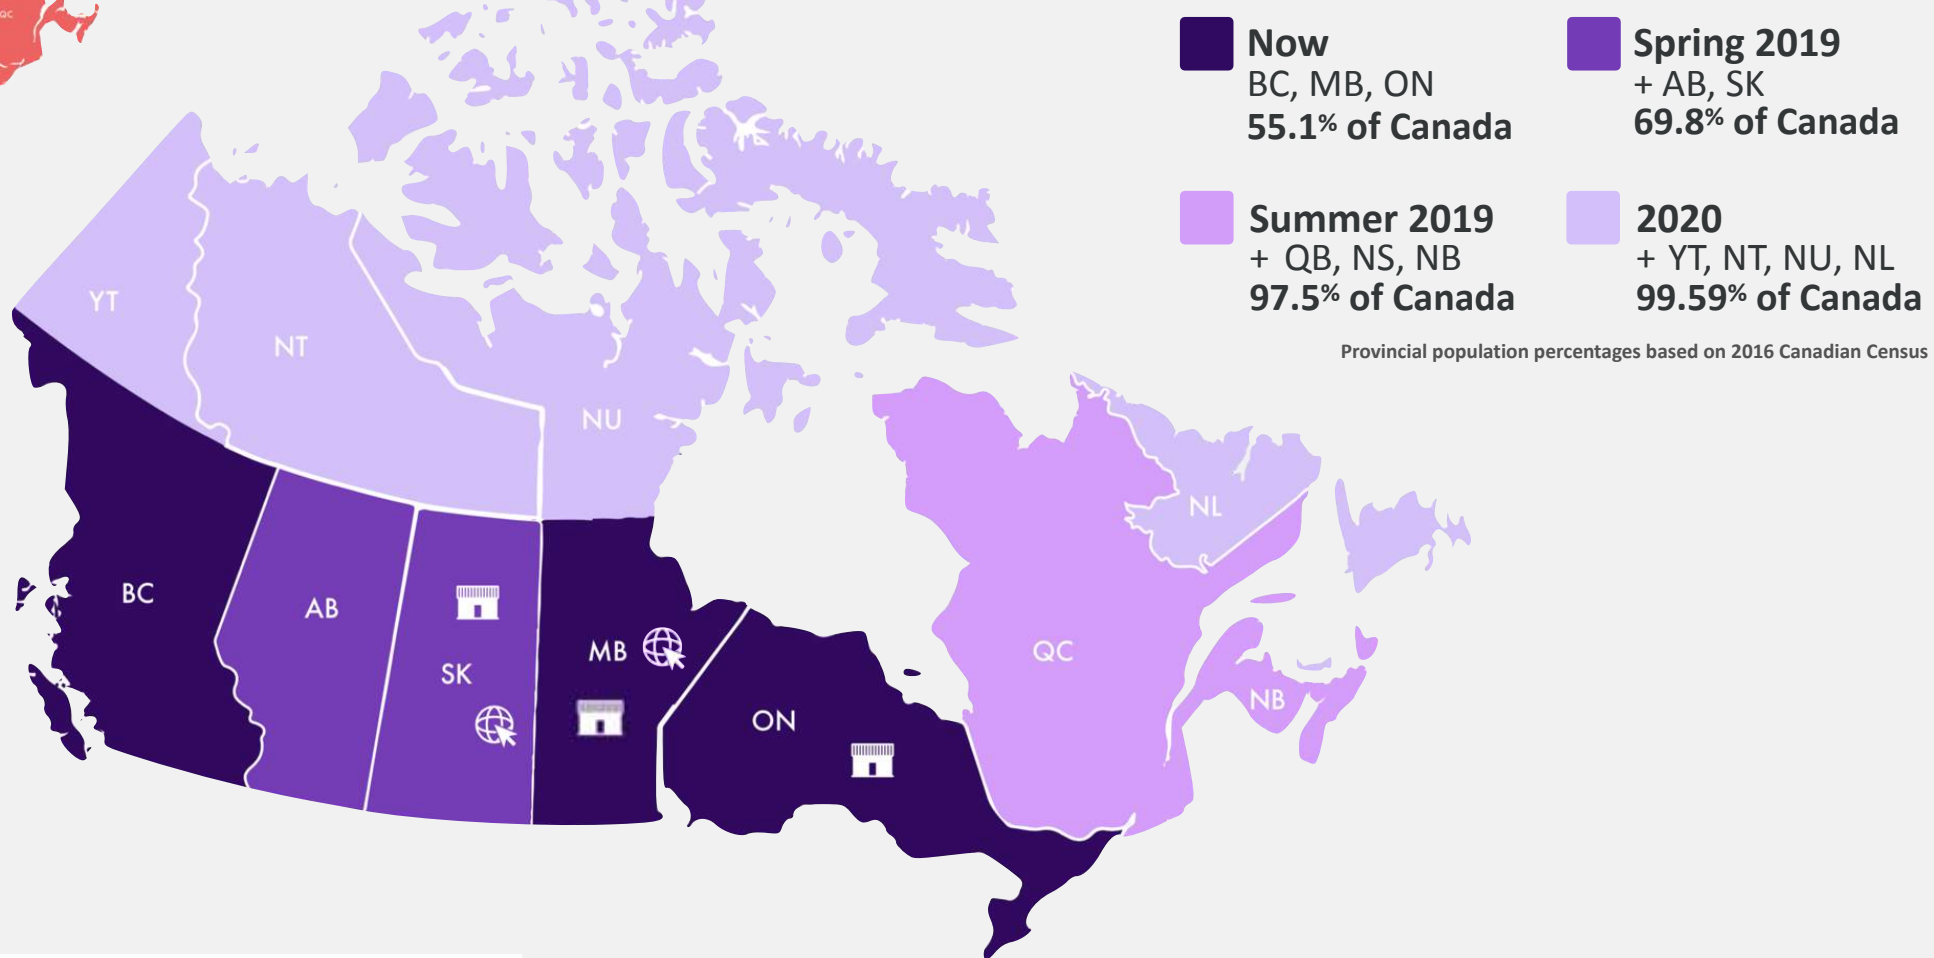 QC
Now
BC, MB, ON
55.1% of Canada
Spring 2019
+ AB, SK
69.8% of Canada
Summer 2019
+ QB, NS, NB
97.5% of Canada
2020
+ YT, NT, NU, NL
99.59% of Canada
Provincial population percentages based on 2016 Canadian Census
YT
NT
NU
NL
BC
AB
SK
MB
ON
QC
NB